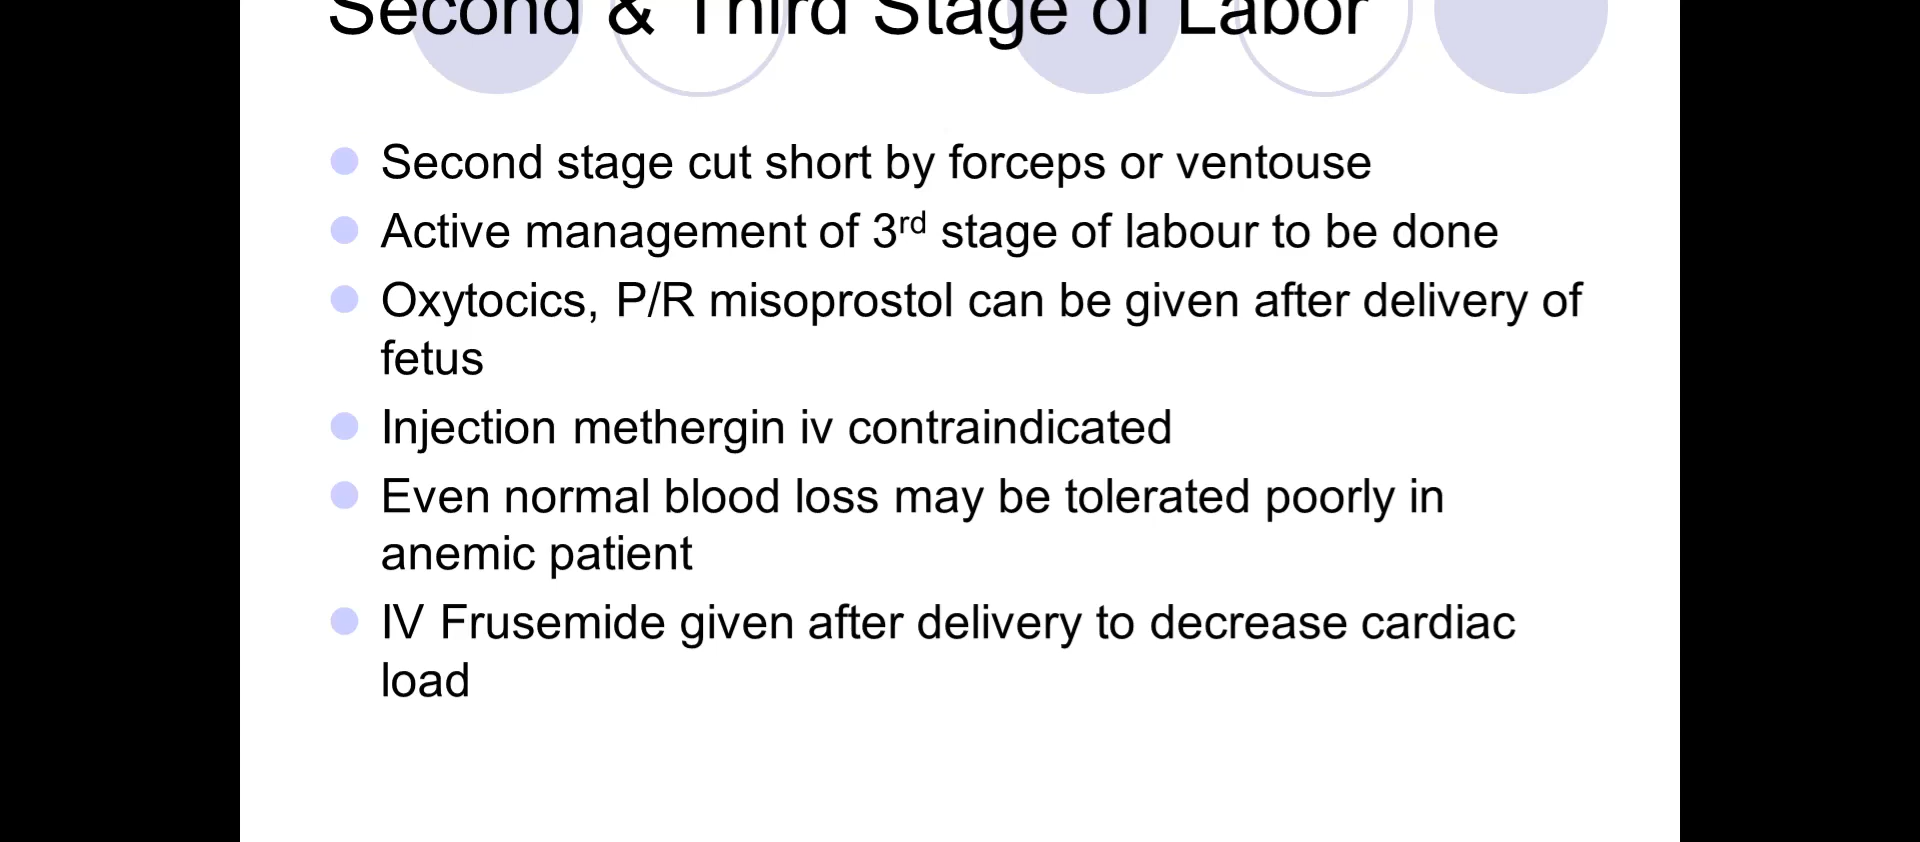 Second & Third Stage of Labor
Second stage cut short by forceps or ventouse
Active management of 3rd stage of labour to be done
Oxytocics, P/R misoprostol can be given after delivery of
fetus
Injection methergin iv contraindicated
Even normal blood loss may be tolerated poorly in
anemic patient
IV Frusemide given after delivery to decrease cardiac
load